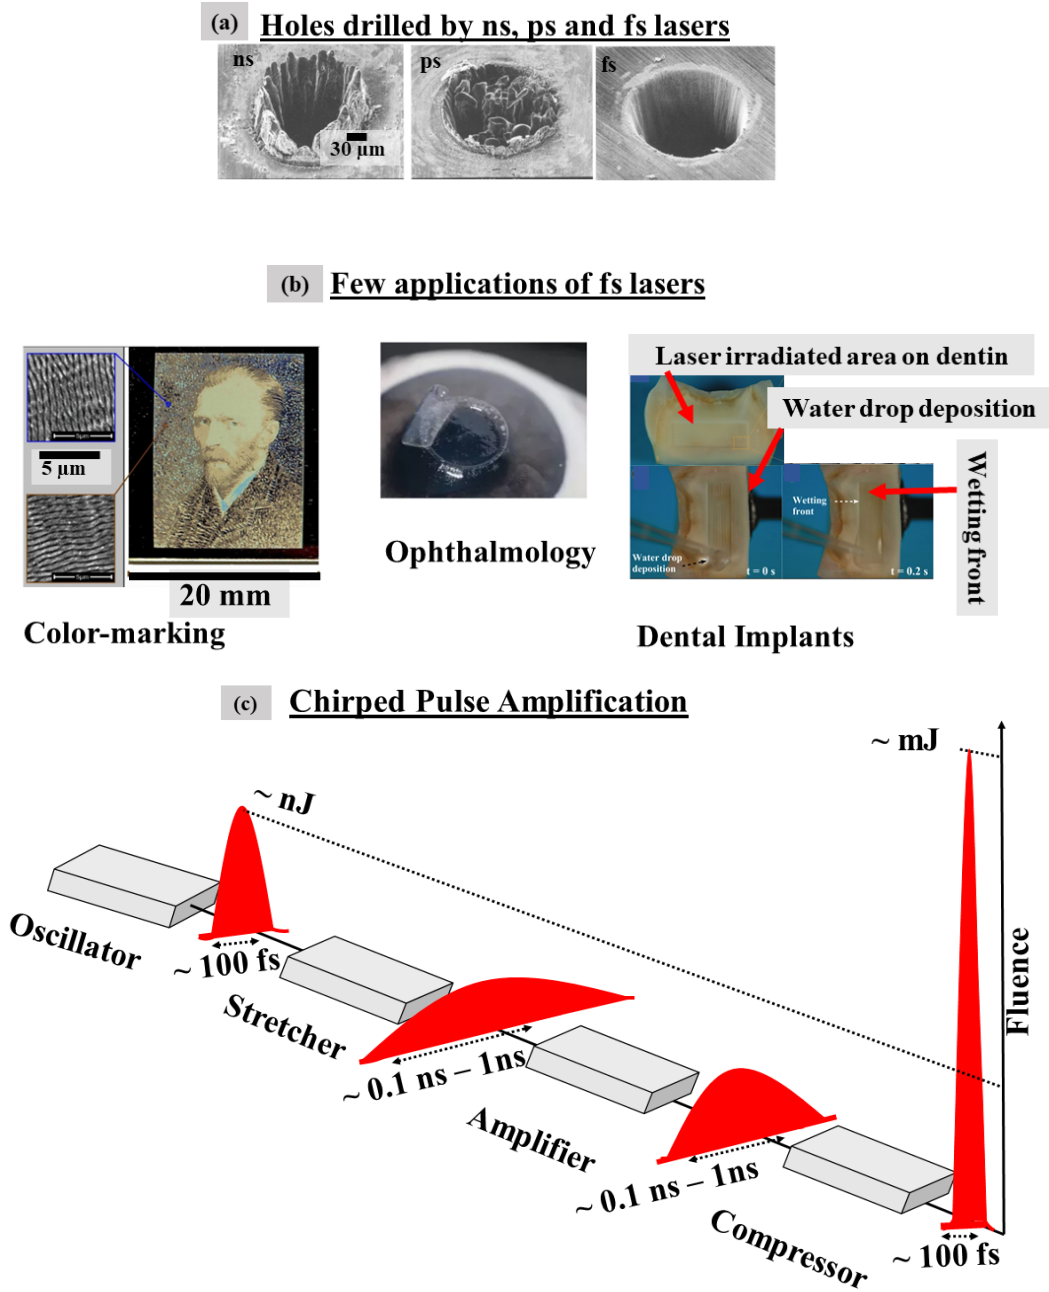 (a) Holes drilled by ns, ps and fs lasers
ns
ps
fs
30 μm
(b) Few applications of fs lasers
5μm
5 μm
5μm
20 mm
Color-marking
Ophthalmology
Laser irradiated area on dentin
Water drop deposition
Wetting front
Wetting
front
Water drop
deposition
t = 0 s
t = 0.2 s
Dental Implants
(c) Chirped Pulse Amplification
~ mJ
~ nJ
Fluence
Oscillator
~ 100 fs
Stretcher
~ 0.1 ns – 1ns
Amplifier
~ 0.1 ns – 1ns
Compressor
~ 100 fs